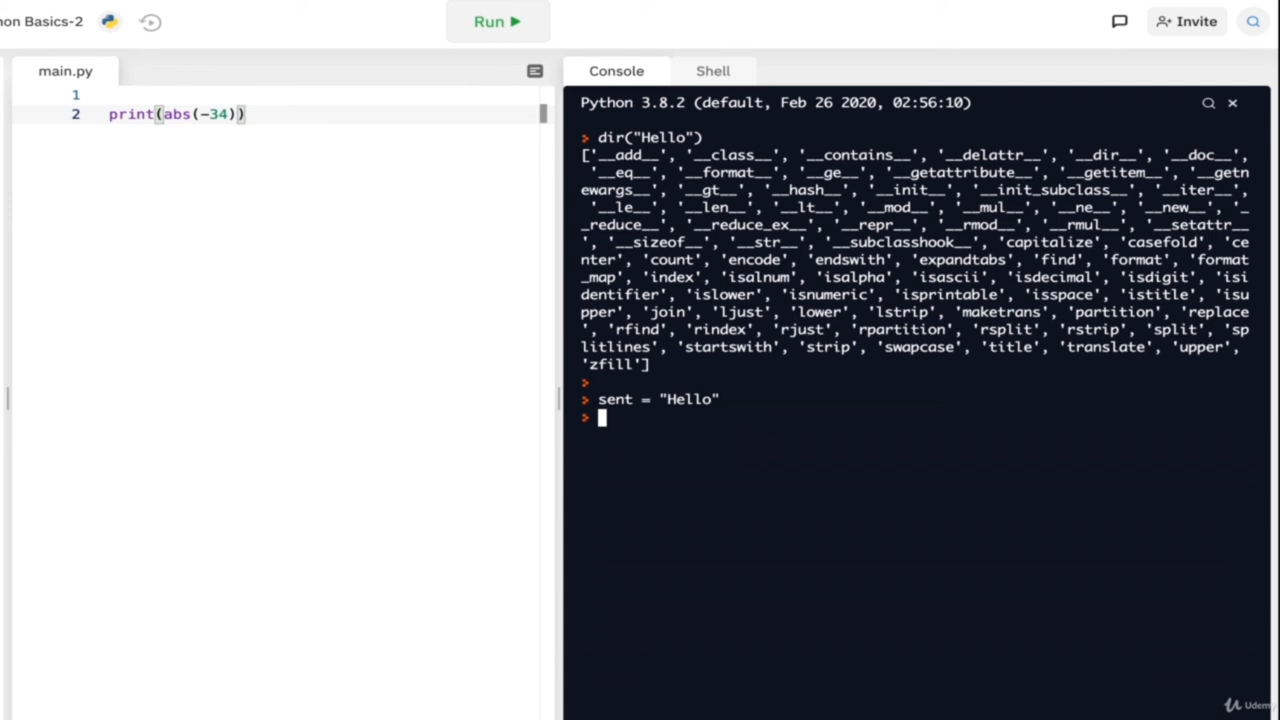 non Basics-2
Run
Invite
main.py
Console
Shell
1
2 print(abs(-34))
Python 3.8.2 (default, Feb 26 2020, 02:56:10)
> dir("Hello")
['__add__', '__class__', '__contains__', '__delattr__', '__dir__', '__doc__',
'__eq__', '__format__', '__ge__', '__getattribute__', '__getitem__', '__getn
ewargs__', '__gt__', '__hash__', '__init__', '__init_subclass__', '__iter__',
'__le__', '__len__', '__lt__', '__mod__', '__mul__', '__ne__', '__new__', '_
_reduce__', '__reduce_ex__', '__repr__', '__rmod__', '__rmul__', '__setattr__
', '__sizeof__', '__str__', '__subclasshook__', 'capitalize', 'casefold', 'ce
nter', 'count', 'encode', 'endswith', 'expandtabs', 'find', 'format', 'format
_map', 'index', 'isalnum', 'isalpha', 'isascii', 'isdecimal', 'isdigit', 'isi
dentifier', 'islower', 'isnumeric', 'isprintable', 'isspace', 'istitle', 'isu
pper', 'join', 'ljust', 'lower', 'lstrip', 'maketrans', 'partition', 'replace
', 'rfind', 'rindex', 'rjust', 'rpartition', 'rsplit', 'rstrip', 'split', 'sp
litlines', 'startswith', 'strip', 'swapcase', 'title', 'translate', 'upper',
'zfill']
>
> sent = "Hello"
>
Udemy